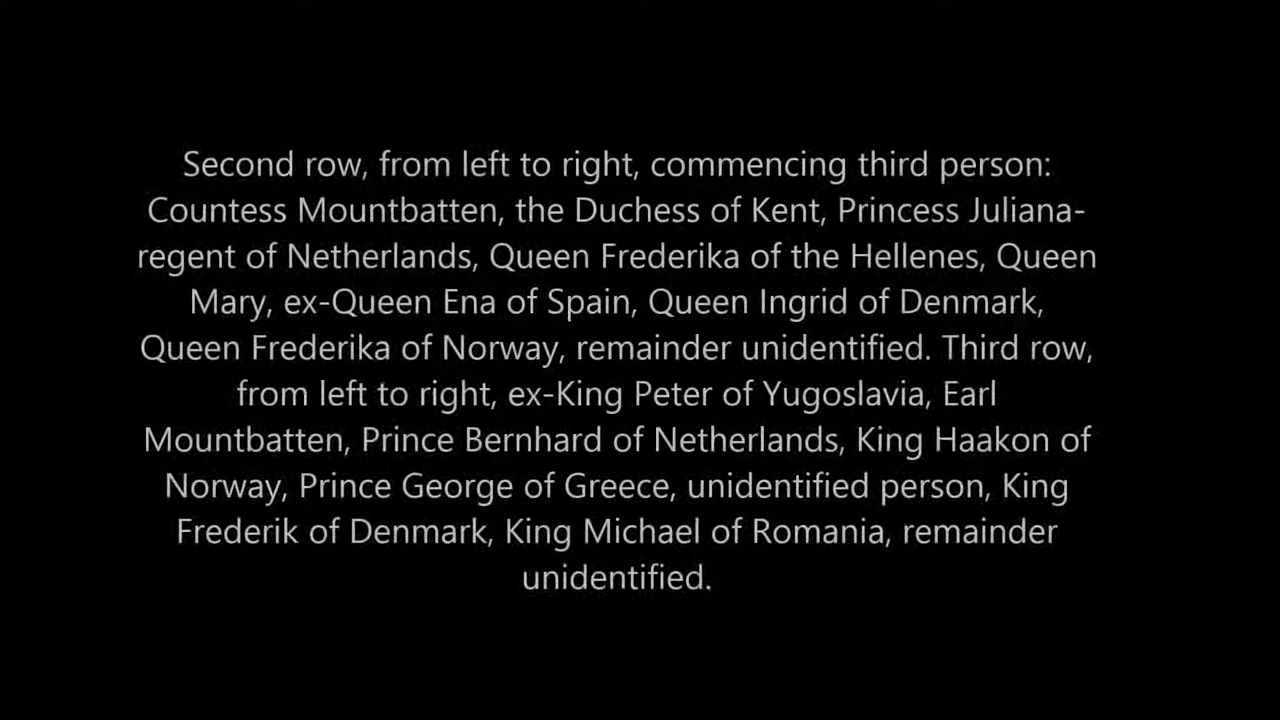 Second row, from left to right, commencing third person:
Countess Mountbatten, the Duchess of Kent, Princess Juliana-
regent of Netherlands, Queen Frederika of the Hellenes, Queen
Mary, ex-Queen Ena of Spain, Queen Ingrid of Denmark,
Queen Frederika of Norway, remainder unidentified. Third row,
from left to right, ex-King Peter of Yugoslavia, Earl
Mountbatten, Prince Bernhard of Netherlands, King Haakon of
Norway, Prince George of Greece, unidentified person, King
Frederik of Denmark, King Michael of Romania, remainder
unidentified.